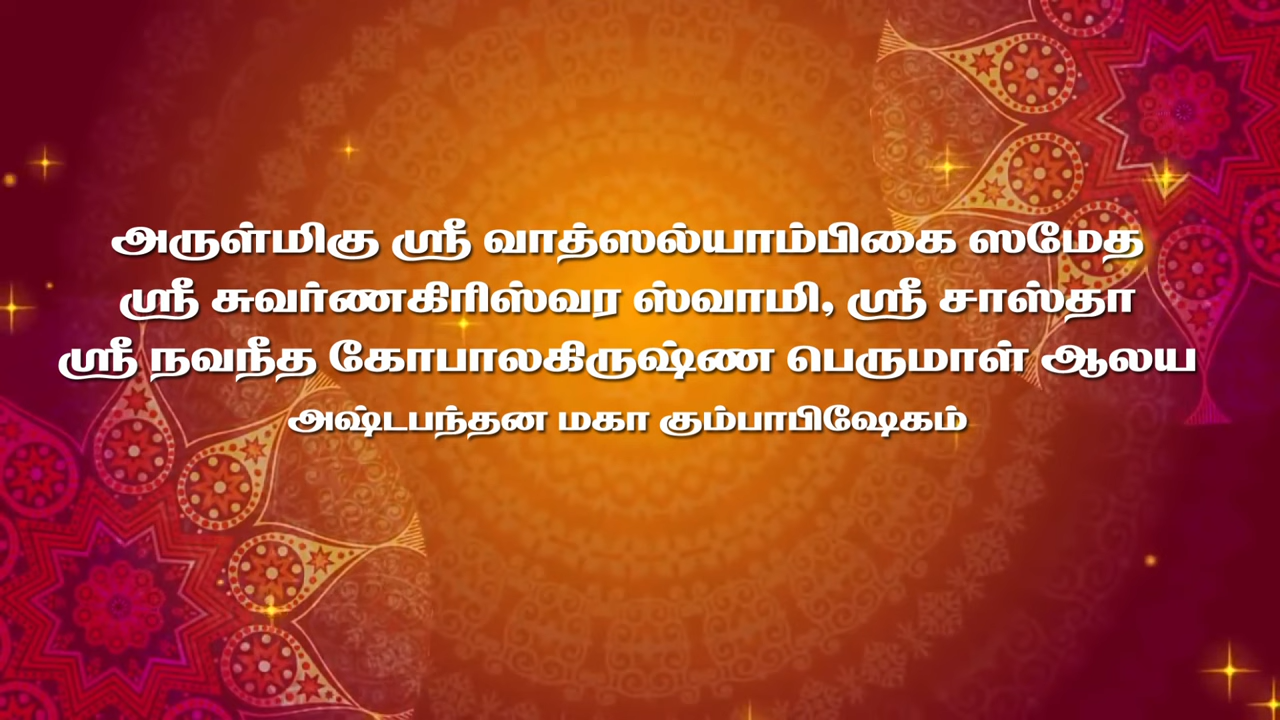 அருள்மிகு ஸ்ரீ வாத்ஸல்யாம்பிகை ஸமேத
ஸ்ரீ சுவர்ணகிரிஸ்வர ஸ்வாமி, ஸ்ரீ சாஸ்தா
ஸ்ரீ நவநீத கோபாலகிருஷ்ண பெருமாள் ஆலய
அஷ்டபந்தன மகா கும்பாபிஷேகம்